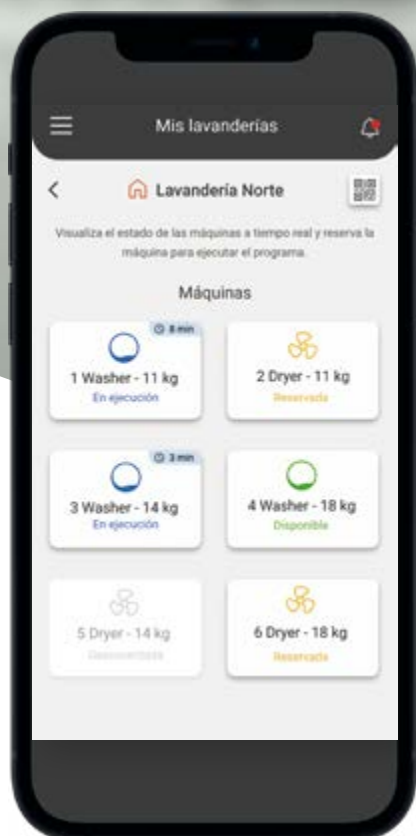 Mis lavanderías
Lavandería Norte
Visualiza el estado de las máquinas a tiempo real y reserva la
máquina para ejecutar el programa.
Máquinas
8 min
1 Washer - 11 kg
En ejecución
2 Dryer - 11 kg
Reservada
3 min
3 Washer - 14 kg
En ejecución
4 Washer - 18 kg
Disponible
5 Dryer - 14 kg
6 Dryer - 18 kg
Reservada